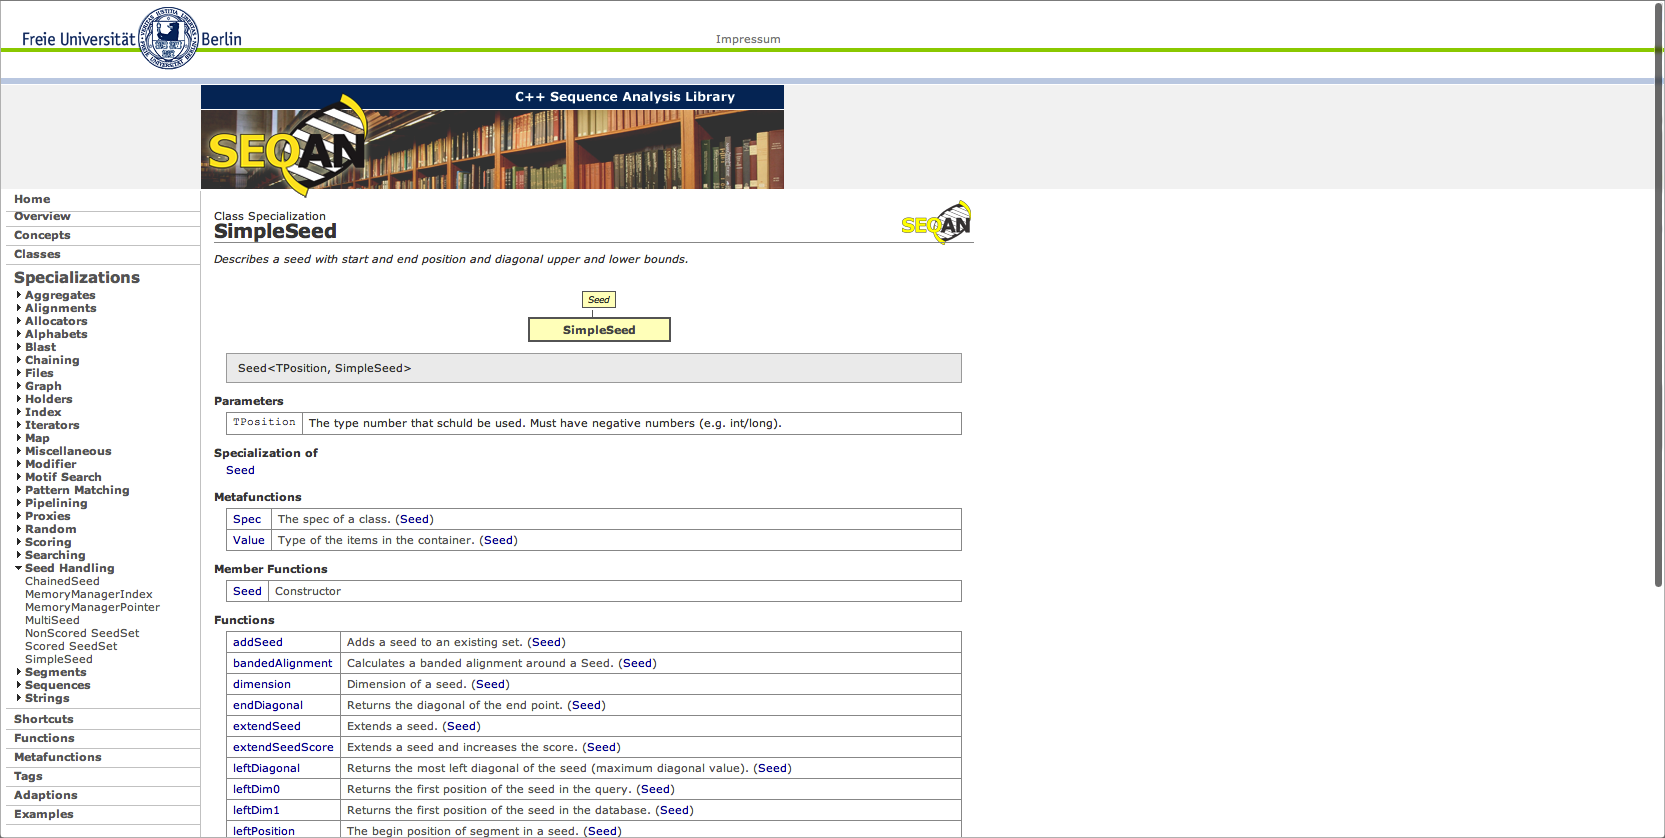 Freie Universität Berlin
Impressum
C++ Sequence Analysis Library
SEQAN
Home
Overview
Concepts
Classes
Specializations
Aggregates
Alignments
Allocators
Alphabets
Blast
Chaining
Files
Graph
Holders
Index
Iterators
Map
Miscellaneous
Modifier
Motif Search
Pattern Matching
Pipelining
Proxies
Random
Scoring
Searching
Seed Handling
ChainedSeed
MemoryManagerIndex
MemoryManagerPointer
MultiSeed
NonScored SeedSet
Scored SeedSet
SimpleSeed
Segments
Sequences
Strings
Shortcuts
Functions
Metafunctions
Tags
Adaptions
Examples
Class Specialization
SimpleSeed
SEQAN
Describes a seed with start and end position and diagonal upper and lower bounds.
Seed
SimpleSeed
Seed<TPosition, SimpleSeed>
Parameters
TPosition The type number that schuld be used. Must have negative numbers (e.g. int/long).
Specialization of
Seed
Metafunctions
Spec The spec of a class. (Seed)
Value Type of the items in the container. (Seed)
Member Functions
Seed Constructor
Functions
addSeed Adds a seed to an existing set. (Seed)
bandedAlignment Calculates a banded alignment around a Seed. (Seed)
dimension Dimension of a seed. (Seed)
endDiagonal Returns the diagonal of the end point. (Seed)
extendSeed Extends a seed. (Seed)
extendSeedScore Extends a seed and increases the score. (Seed)
leftDiagonal Returns the most left diagonal of the seed (maximum diagonal value). (Seed)
leftDim0 Returns the first position of the seed in the query. (Seed)
leftDim1 Returns the first position of the seed in the database. (Seed)
leftPosition The begin position of segment in a seed. (Seed)